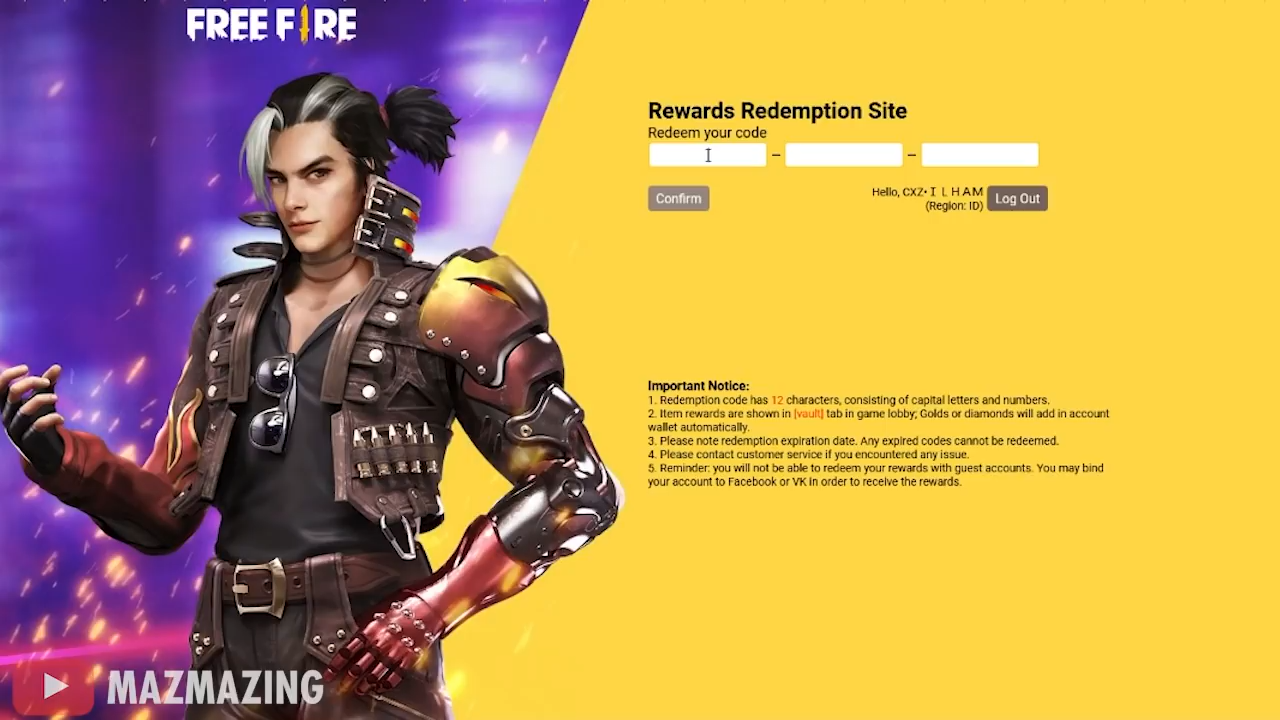 FREE FIRE
Rewards Redemption Site
Redeem your code
– –
Confirm
Hello, CXZ• I L H A M
(Region: ID)
Log Out
Important Notice:
1. Redemption code has 12 characters, consisting of capital letters and numbers.
2. Item rewards are shown in [vault] tab in game lobby; Golds or diamonds will add in account
wallet automatically.
3. Please note redemption expiration date. Any expired codes cannot be redeemed.
4. Please contact customer service if you encountered any issue.
5. Reminder: you will not be able to redeem your rewards with guest accounts. You may bind
your account to Facebook or VK in order to receive the rewards.
MAZMAZING